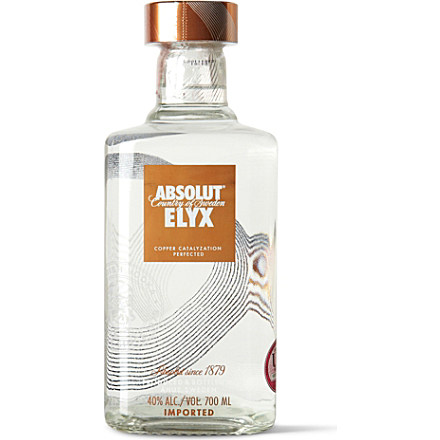 ABSOLUT
Country of Sweden
ELYX
COPPER CATALYZATION
PERFECTED
since 1879
40% ALC./VOL. 700 ML
IMPORTED